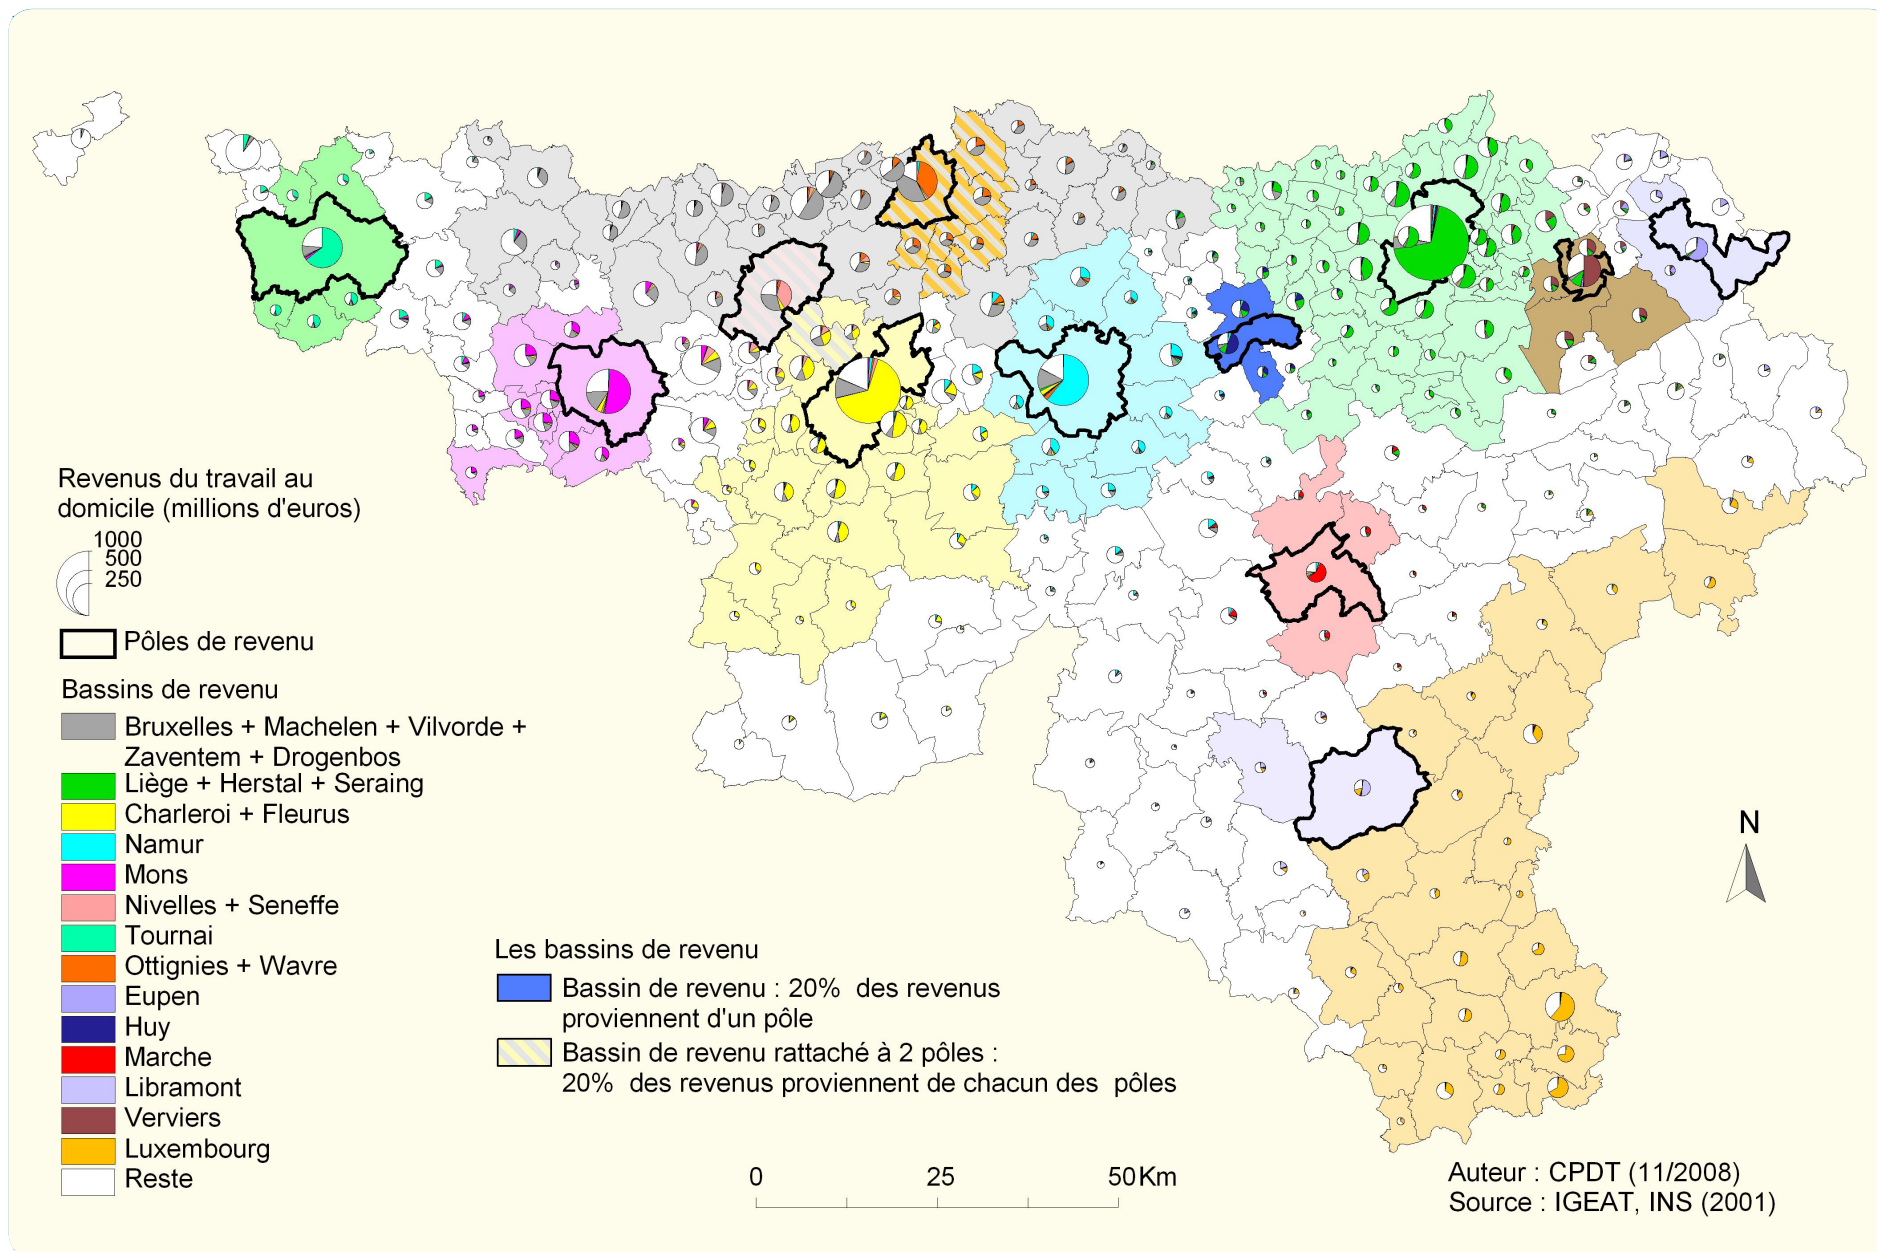 Revenus du travail au
domicile (millions d'euros)
1000
500
250
Pôles de revenu
Bassins de revenu
Bruxelles + Machelen + Vilvorde +
Zaventem + Drogenbos
Liège + Herstal + Seraing
Charleroi + Fleurus
Namur
Mons
Nivelles + Seneffe
Tournai
Ottignies + Wavre
Eupen
Huy
Marche
Libramont
Verviers
Luxembourg
Reste
Les bassins de revenu
Bassin de revenu : 20% des revenus
proviennent d'un pôle
Bassin de revenu rattaché à 2 pôles :
20% des revenus proviennent de chacun des pôles
0 25 50Km
N
Auteur : CPDT (11/2008)
Source : IGEAT, INS (2001)